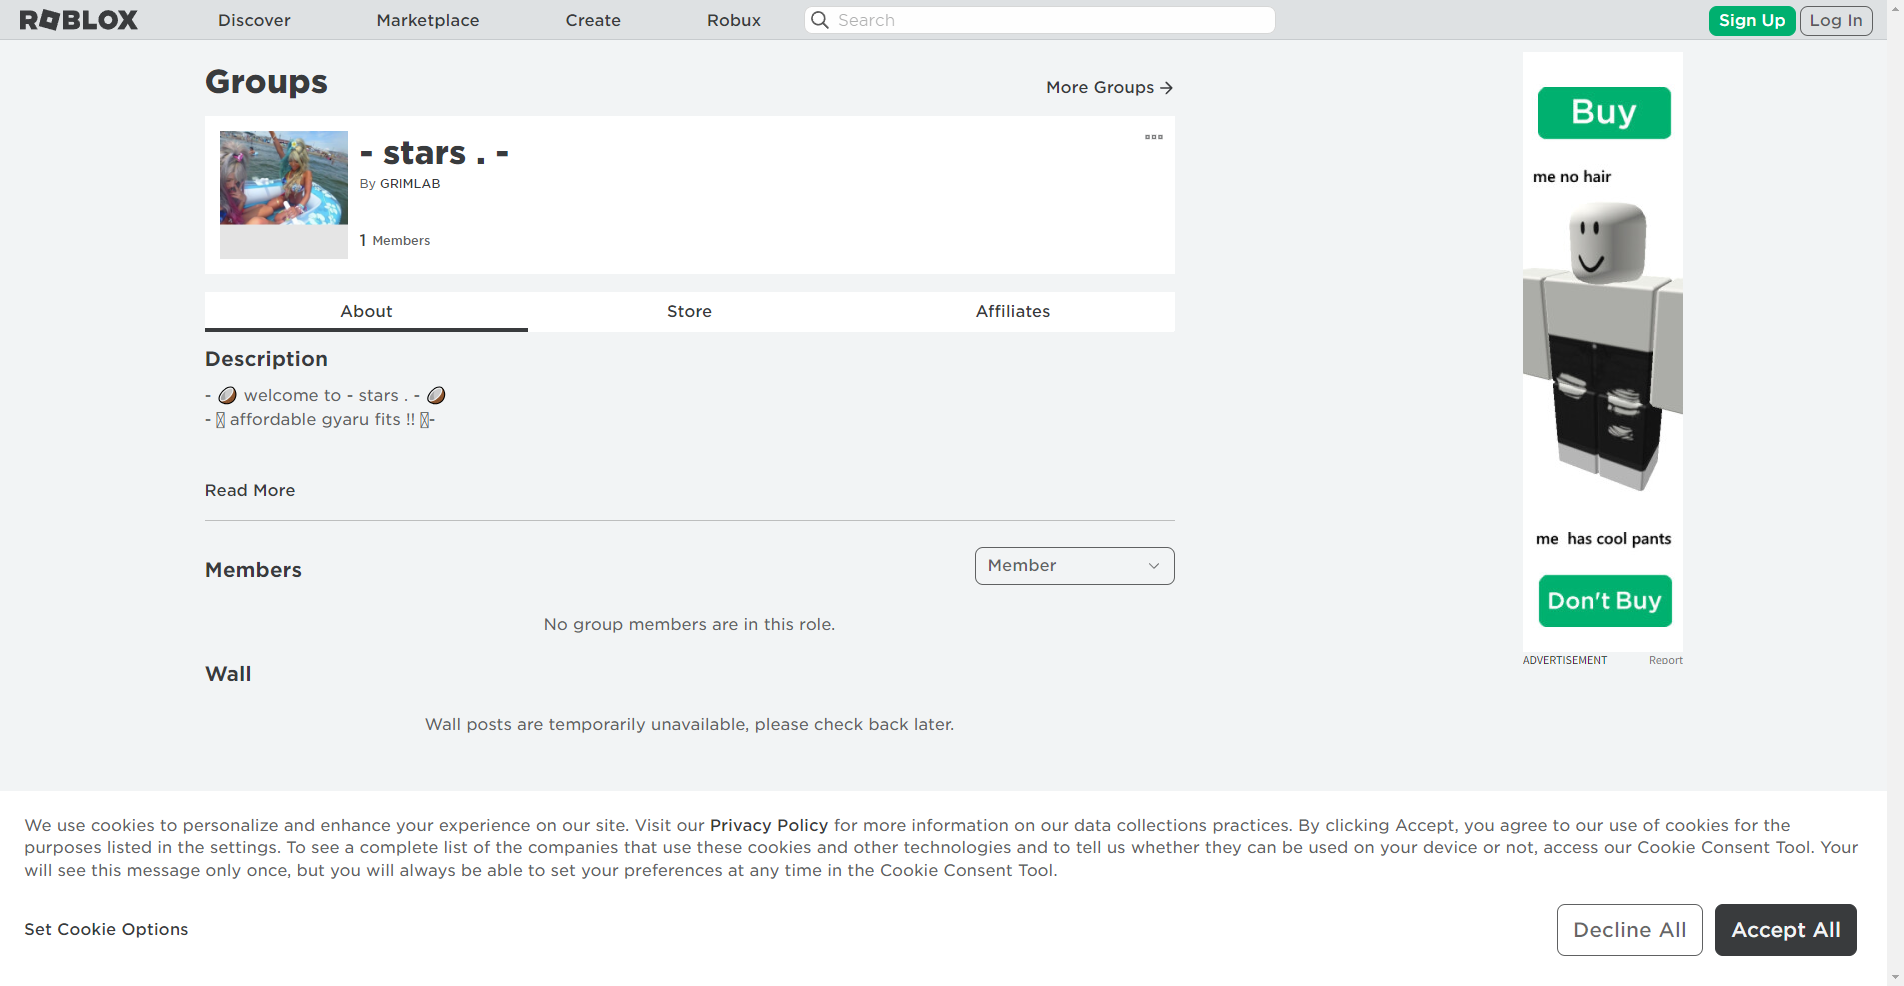 ROBLOX
Discover
Marketplace
Create
Robux
Search
Sign Up
Log In
Groups
More Groups →
- stars . -
By GRIMLAB
1 Members
About
Store
Affiliates
Description
- 🥥 welcome to - stars . - 🥥
- affordable gyaru fits !! -
Read More
Members
Member
No group members are in this role.
Wall
Wall posts are temporarily unavailable, please check back later.
Buy
me no hair
me has cool pants
Don't Buy
ADVERTISEMENT
Report
We use cookies to personalize and enhance your experience on our site. Visit our Privacy Policy for more information on our data collections practices. By clicking Accept, you agree to our use of cookies for the
purposes listed in the settings. To see a complete list of the companies that use these cookies and other technologies and to tell us whether they can be used on your device or not, access our Cookie Consent Tool. Your
will see this message only once, but you will always be able to set your preferences at any time in the Cookie Consent Tool.
Set Cookie Options
Decline All
Accept All